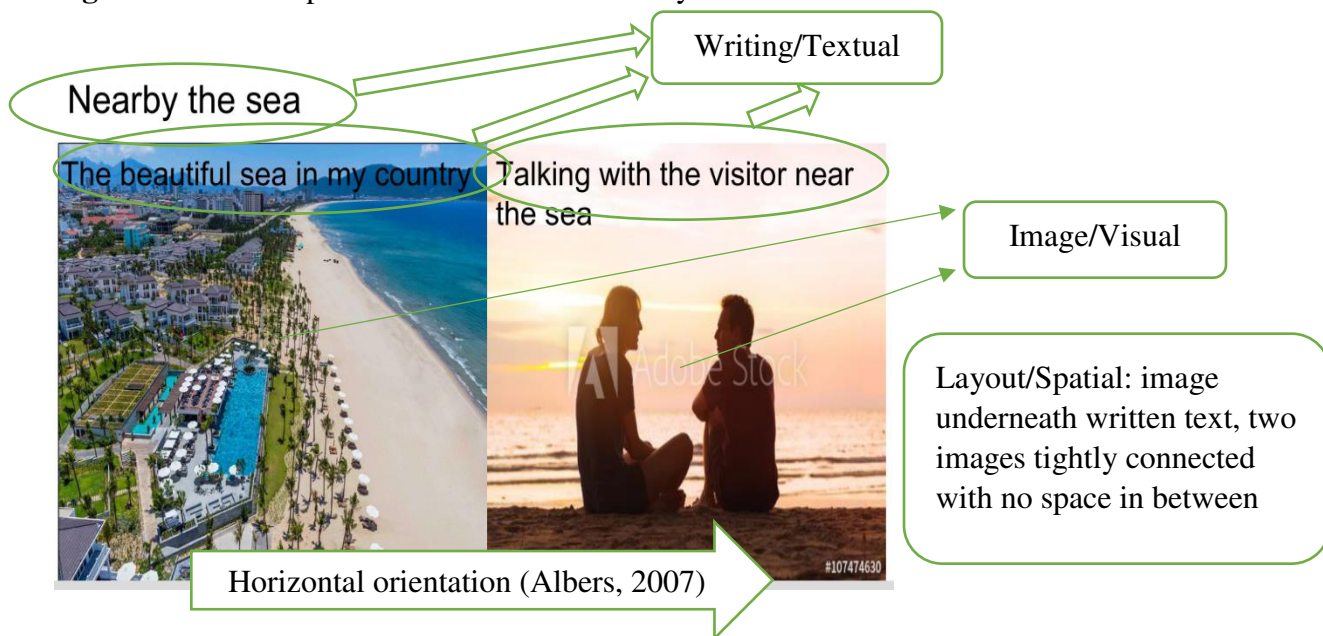 Writing/Textual
Nearby the sea
The beautiful sea in my country
Talking with the visitor near
the sea
Image/Visual
Adobe Stock
Layout/Spatial: image
underneath written text, two
images tightly connected
with no space in between
#107474630
Horizontal orientation (Albers, 2007)